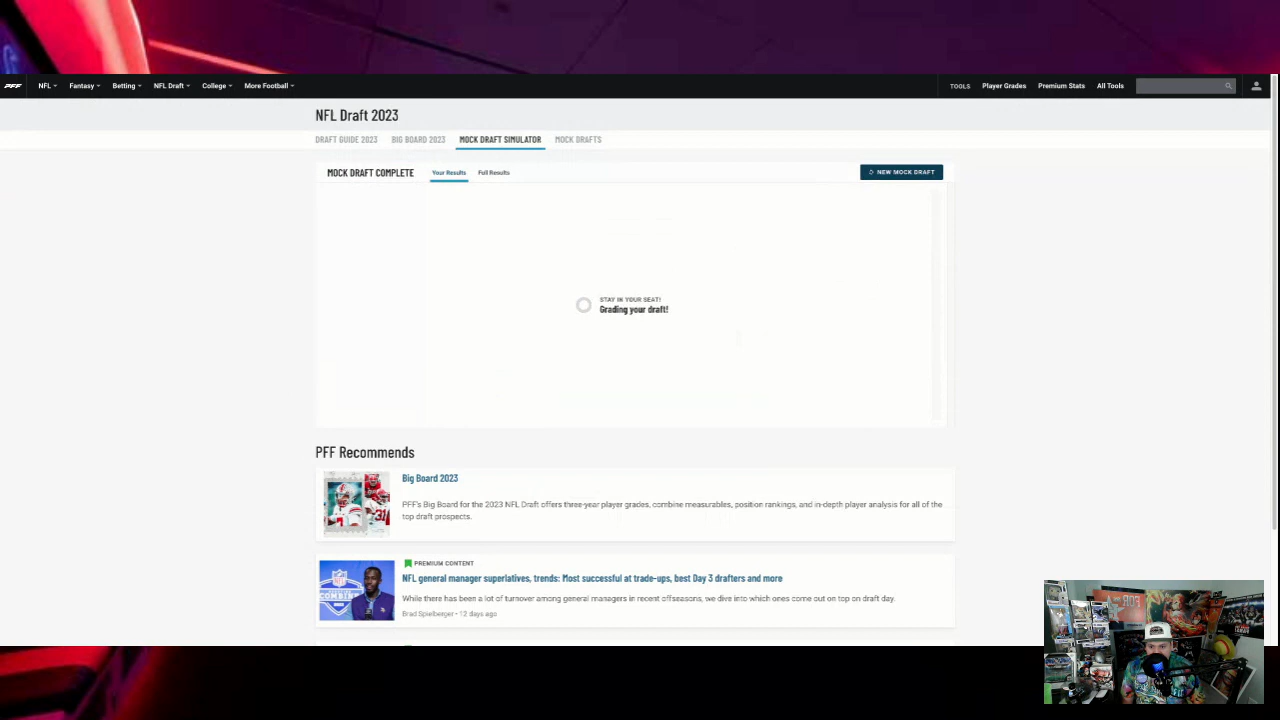 PFF
NFL
Fantasy
Betting
NFL Draft
College
More Football
TOOLS
Player Grades
Premium Stats
All Tools
NFL Draft 2023
DRAFT GUIDE 2023
BIG BOARD 2023
MOCK DRAFT SIMULATOR
MOCK DRAFTS
MOCK DRAFT COMPLETE
Your Results
Full Results
NEW MOCK DRAFT
STAY IN YOUR SEAT!
Grading your draft!
PFF Recommends
Big Board 2023
PFF's Big Board for the 2023 NFL Draft offers three-year player grades, combine measurables, position rankings, and in-depth player analysis for all of the
top draft prospects.
PREMIUM CONTENT
NFL general manager superlatives, trends: Most successful at trade-ups, best Day 3 drafters and more
While there has been a lot of turnover among general managers in recent offseasons, we dive into which ones come out on top on draft day.
Brad Spielberger • 12 days ago